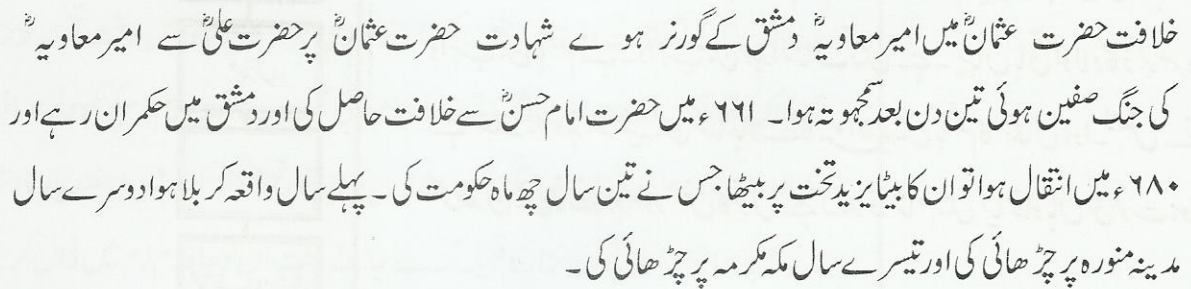 خلافت حضرت عثمانؓ میں امیر معاویہؓ دمشق کے گورنر ہو ے شہادت حضرت عثمانؓ پر حضرت علیؓ سے امیر معاویہؓ
کی جنگ صفین ہوئی تین دن بعد سمجہوتہ ہوا۔ ۶۶۱ء میں حضرت امام حسنؓ سے خلافت حاصل کی اور دمشق میں حکمران رہے اور
۶۸۰ء میں انتقال ہوا تو ان کا بیٹا یزید تخت پر بیٹھا جس نے تین سال چھ ماہ حکومت کی۔ پہلے سال واقعہ کربلا ہوا دوسرے سال
مدینہ منورہ پر چڑھائی کی اور تیسرے سال مکہ مکرمہ پر چڑھائی کی۔